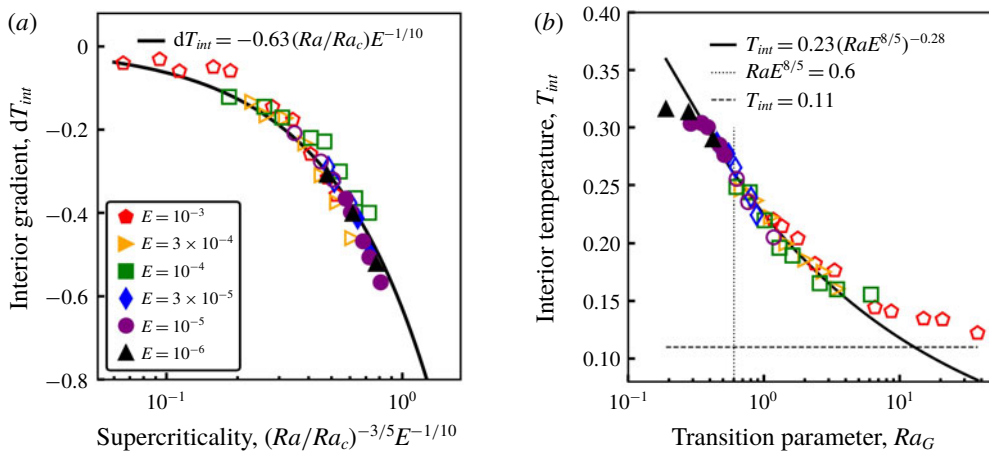 (a)
dT_int = −0.63(Ra/Ra_c)E^{−1/10}
0
−0.2
−0.4
−0.6
−0.8
Interior gradient, dT_int
E = 10^{−3}
E = 3 × 10^{−4}
E = 10^{−4}
E = 3 × 10^{−5}
E = 10^{−5}
E = 10^{−6}
10^{−1}
10^{0}
Supercriticality, (Ra/Ra_c)^{−3/5}E^{−1/10}
(b)
T_int = 0.23(RaE^{8/5})^{−0.28}
RaE^{8/5} = 0.6
T_int = 0.11
0.40
0.35
0.30
0.25
0.20
0.15
0.10
Interior temperature, T_int
10^{−1}
10^{0}
10^{1}
Transition parameter, Ra_G